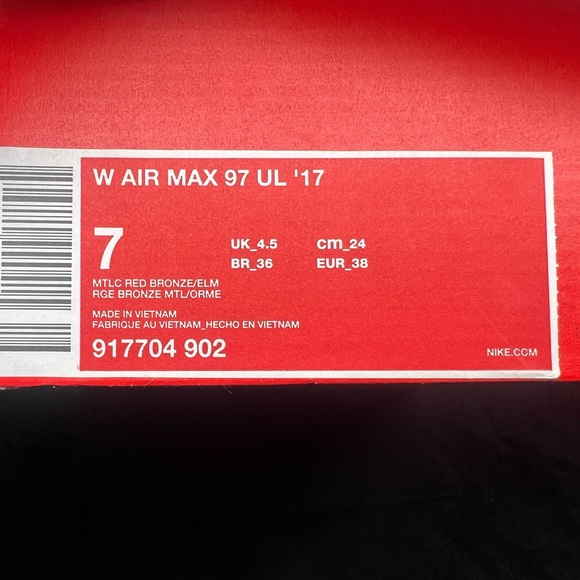 W AIR MAX 97 UL '17
7
UK_4.5 cm_24
BR_36 EUR_38
MTLC RED BRONZE/ELM
RGE BRONZE MTL/ORME
MADE IN VIETNAM
FABRIQUE AU VIETNAM_HECHO EN VIETNAM
917704 902
NIKE.COM